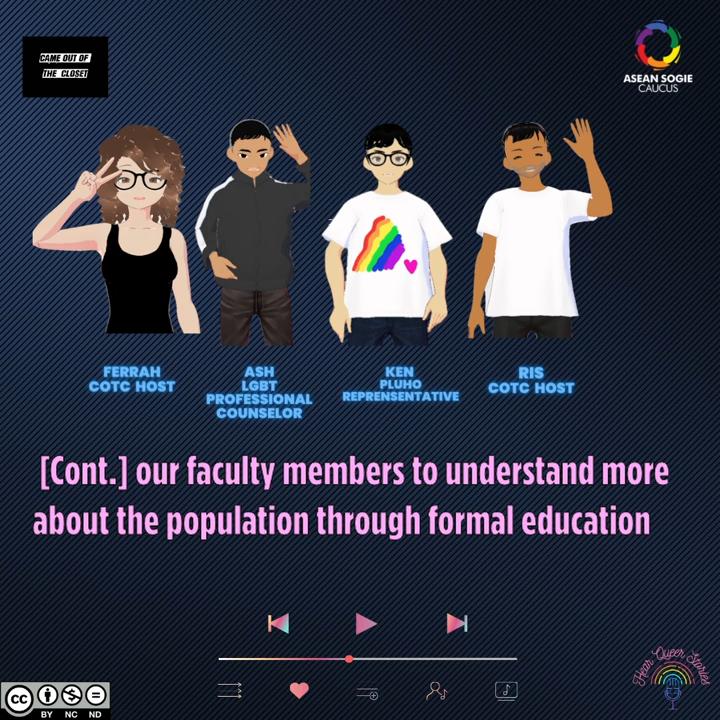 CAME OUT OF
THE CLOSET
ASEAN SOGIE
CAUCUS
FERRAH
COTC HOST
ASH
LGBT
PROFESSIONAL
COUNSELOR
KEN
PLUHO
REPRENSENTATIVE
RIS
COTC HOST
[Cont.] our faculty members to understand more
about the population through formal education
Hear Queer Stories
cc
BY NC ND